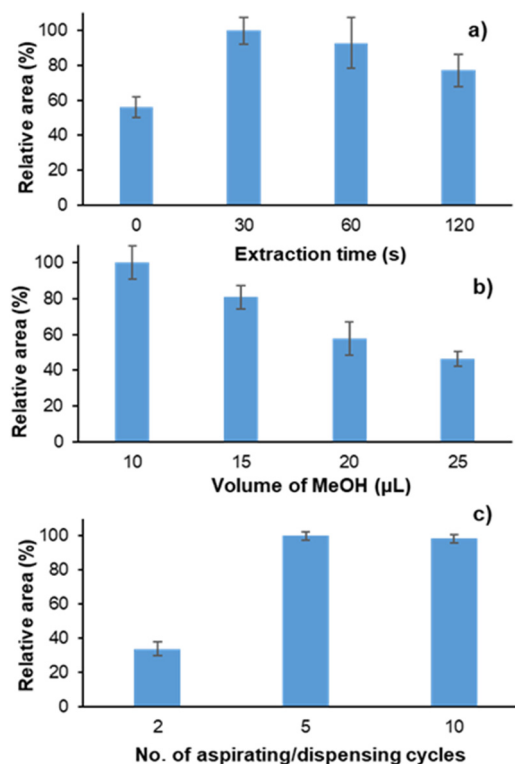 a)
Relative area (%)
100
80
60
40
20
0
0 30 60 120
Extraction time (s)
b)
Relative area (%)
100
80
60
40
20
0
10 15 20 25
Volume of MeOH (µL)
c)
Relative area (%)
100
80
60
40
20
0
2 5 10
No. of aspirating/dispensing cycles